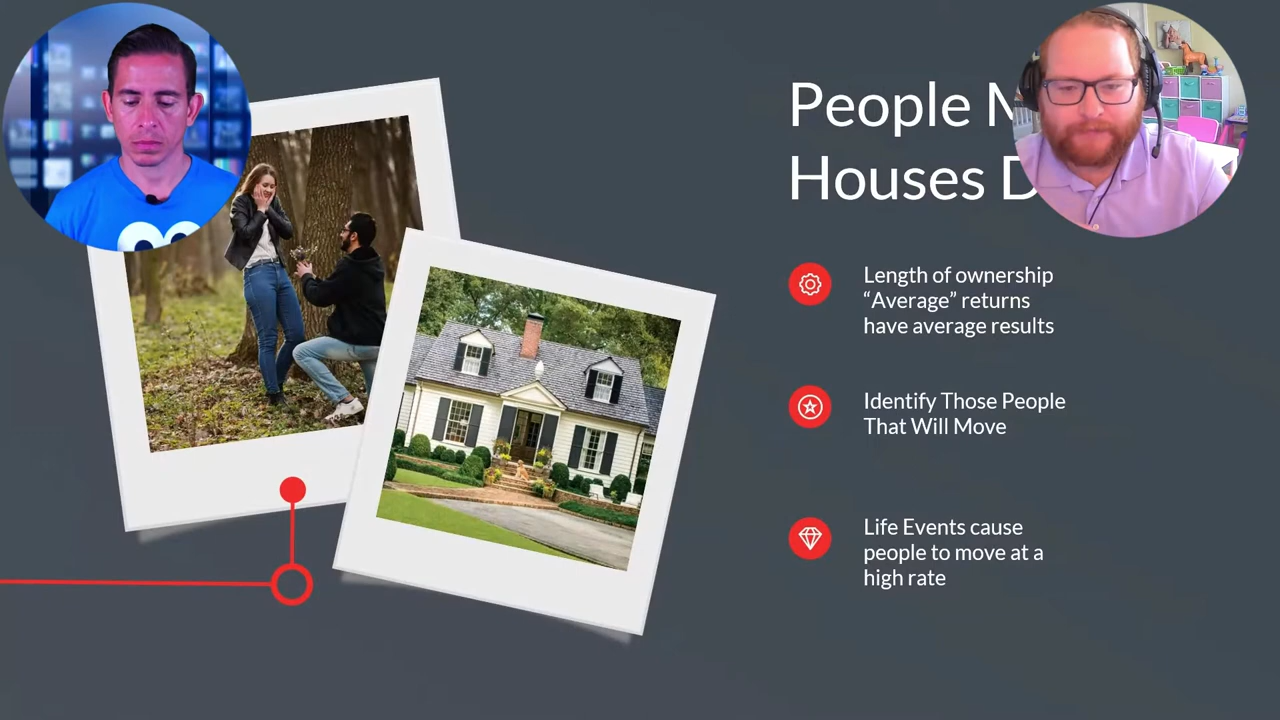 People
Houses
Length of ownership
“Average” returns
have average results
Identify Those People
That Will Move
Life Events cause
people to move at a
high rate